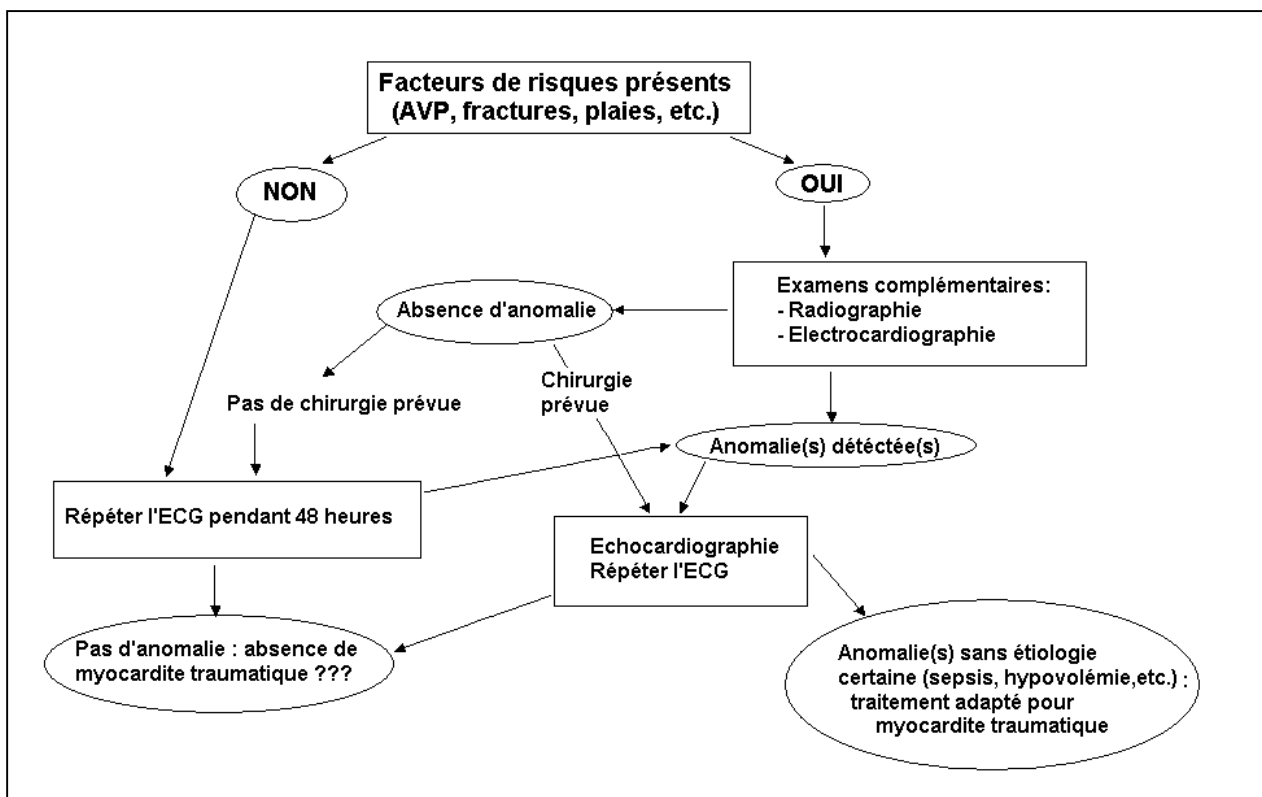 Facteurs de risques présents
(AVP, fractures, plaies, etc.)
NON
OUI
Examens complémentaires:
- Radiographie
- Electrocardiographie
Absence d'anomalie
Chirurgie
prévue
Pas de chirurgie prévue
Anomalie(s) détéctée(s)
Répéter l'ECG pendant 48 heures
Echocardiographie
Répéter l'ECG
Pas d'anomalie : absence de
myocardite traumatique ???
Anomalie(s) sans étiologie
certaine (sepsis, hypovolémie,etc.) :
traitement adapté pour
myocardite traumatique